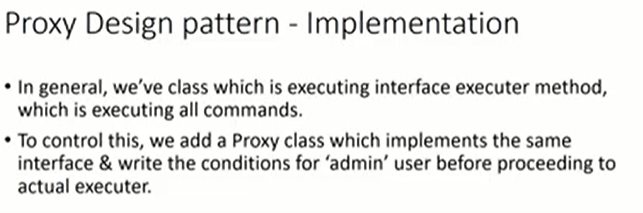 Proxy Design pattern - Implementation
• In general, we've class which is executing interface executer method,
which is executing all commands.
• To control this, we add a Proxy class which implements the same
interface & write the conditions for 'admin' user before proceeding to
actual executer.